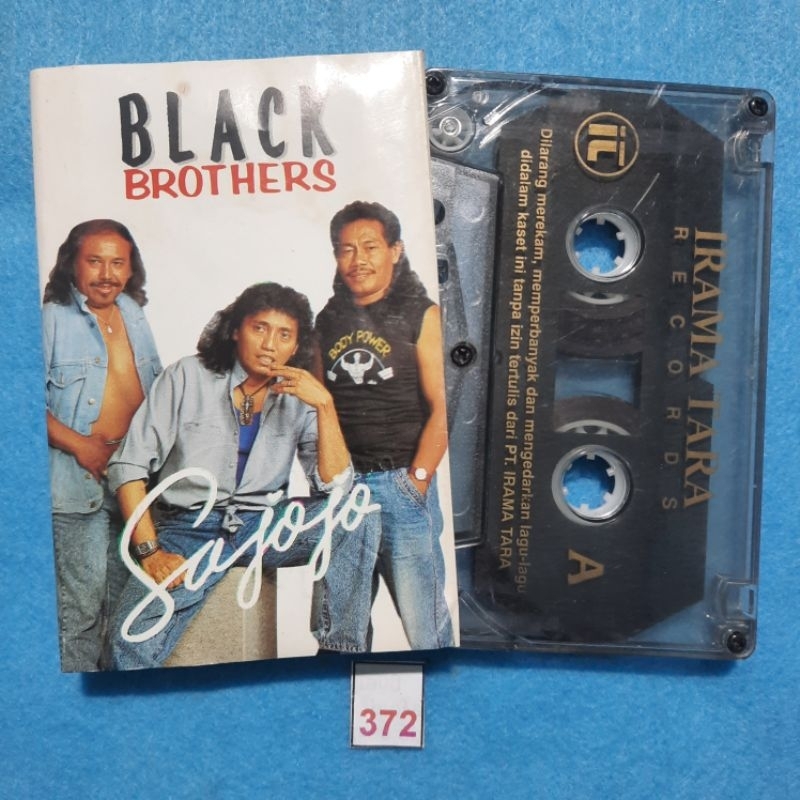 BLACK
BROTHERS
BODY POWER
Sajojo
it
IRAMA TARA
RECORDS
Dilarang merekam, memperbanyak dan mengedarkan lagu-lagu
didalam kaset ini tanpa izin tertulis dari PT. IRAMA TARA
A
372